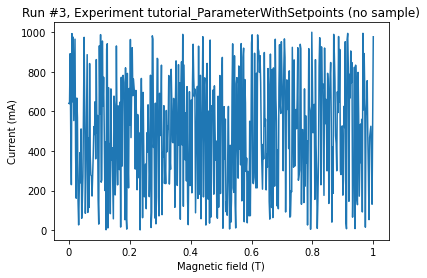 Run #3, Experiment tutorial_ParameterWithSetpoints (no sample)
1000
800
600
400
200
0
Current (mA)
0 0.2 0.4 0.6 0.8 1
Magnetic field (T)